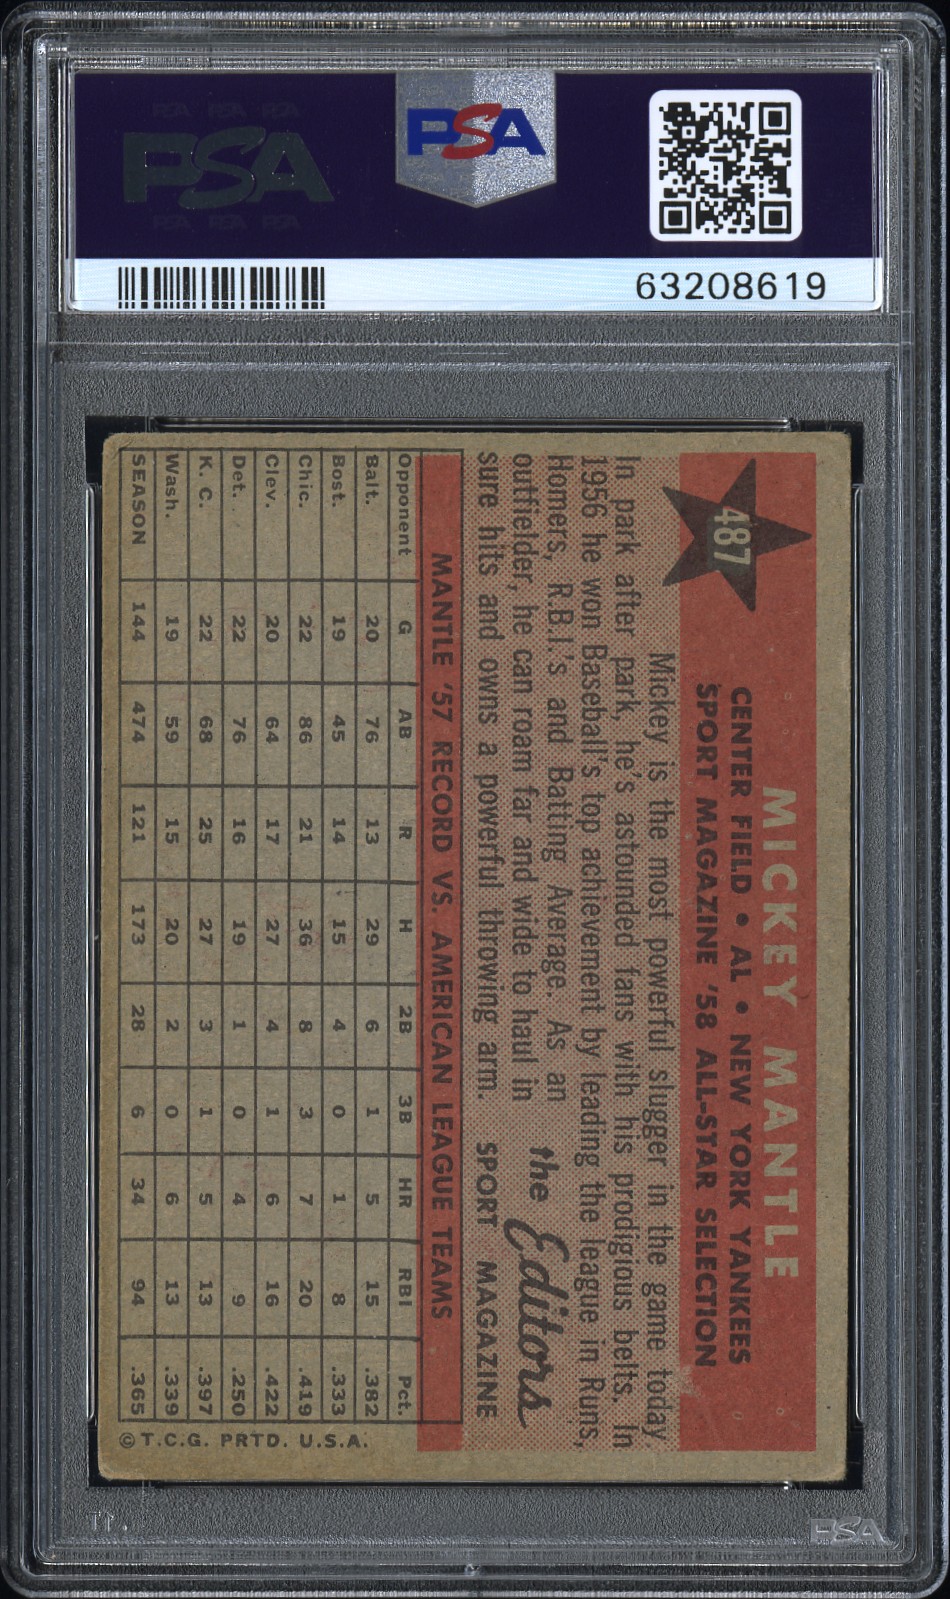 PSA PSA PSA
PSA
PSA PSA PSA
PSA
63208619
487
MICKEY MANTLE
CENTER FIELD • AL • NEW YORK YANKEES
SPORT MAGAZINE '58 ALL-STAR SELECTION
Mickey is the most powerful slugger in the game today.
In park after park, he's astounded fans with his prodigious belts. In
1956 he won Baseball's top achievement by leading the league in Runs,
Homers, R.B.I.'s and Batting Average. As an
outfielder, he can roam far and wide to haul in
sure hits and owns a powerful throwing arm.
the Editors
SPORT MAGAZINE
MANTLE '57 RECORD VS. AMERICAN LEAGUE TEAMS
Opponent G AB R H 2B 3B HR RBI Pct.
Balt. 20 76 13 29 6 1 5 15 .382
Bost. 19 45 14 15 4 0 1 8 .333
Chic. 22 86 21 36 8 3 7 20 .419
Clev. 20 64 17 27 4 1 6 16 .422
Det. 22 76 16 19 1 0 4 9 .250
K. C. 22 68 25 27 3 1 5 13 .397
Wash. 19 59 15 20 2 0 6 13 .339
SEASON 144 474 121 173 28 6 34 94 .365
© T.C.G. PRTD. U.S.A.
PSA